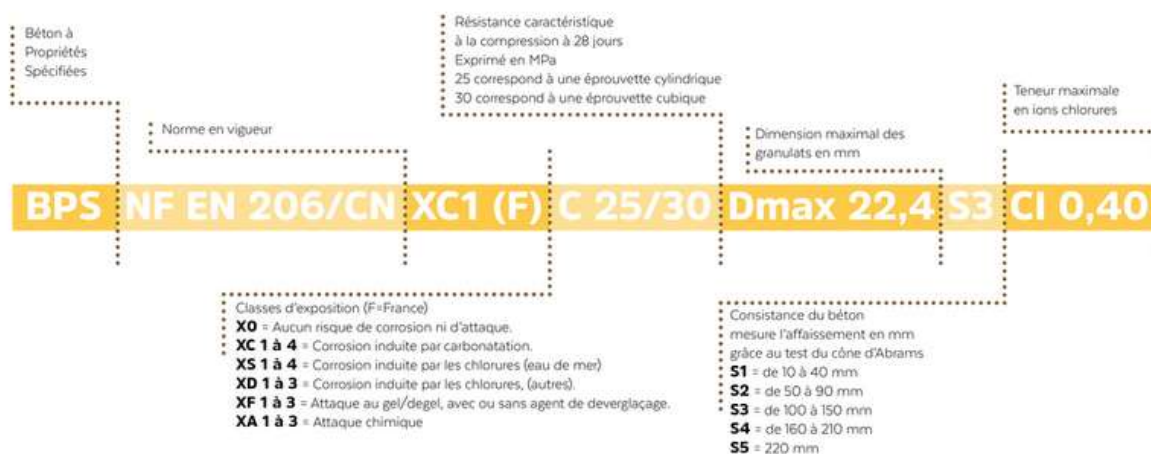 Béton à
Propriétés
Spécifiées
Norme en vigueur
Résistance caractéristique
à la compression à 28 jours
Exprimé en MPa
25 correspond à une éprouvette cylindrique
30 correspond à une éprouvette cubique
Dimension maximal des
granulats en mm
Teneur maximale
en ions chlorures
BPS NF EN 206/CN XC1 (F) C 25/30 Dmax 22,4 S3 Cl 0,40
Classes d'exposition (F=France)
X0 = Aucun risque de corrosion ni d'attaque.
XC 1 à 4 = Corrosion induite par carbonatation.
XS 1 à 4 = Corrosion induite par les chlorures (eau de mer)
XD 1 à 3 = Corrosion induite par les chlorures, (autres).
XF 1 à 3 = Attaque au gel/degel, avec ou sans agent de deverglaçage.
XA 1 à 3 = Attaque chimique
Consistance du béton
mesure l'affaissement en mm
grâce au test du cône d'Abrams
S1 = de 10 à 40 mm
S2 = de 50 à 90 mm
S3 = de 100 à 150 mm
S4 = de 160 à 210 mm
S5 = 220 mm